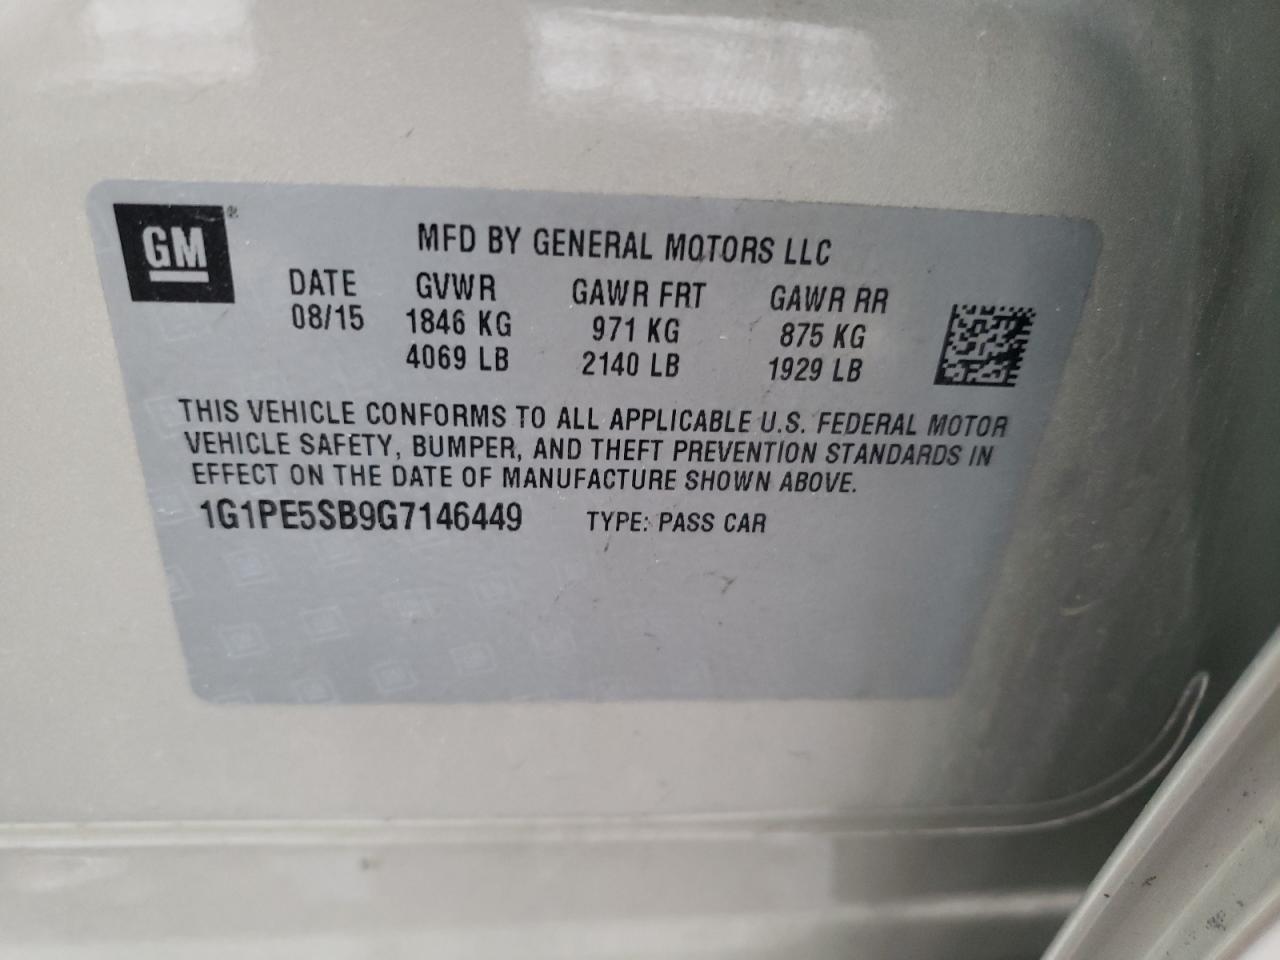 GM®
MFD BY GENERAL MOTORS LLC
DATE GVWR GAWR FRT GAWR RR
08/15 1846 KG 971 KG 875 KG
4069 LB 2140 LB 1929 LB
THIS VEHICLE CONFORMS TO ALL APPLICABLE U.S. FEDERAL MOTOR
VEHICLE SAFETY, BUMPER, AND THEFT PREVENTION STANDARDS IN
EFFECT ON THE DATE OF MANUFACTURE SHOWN ABOVE.
1G1PE5SB9G7146449 TYPE: PASS CAR